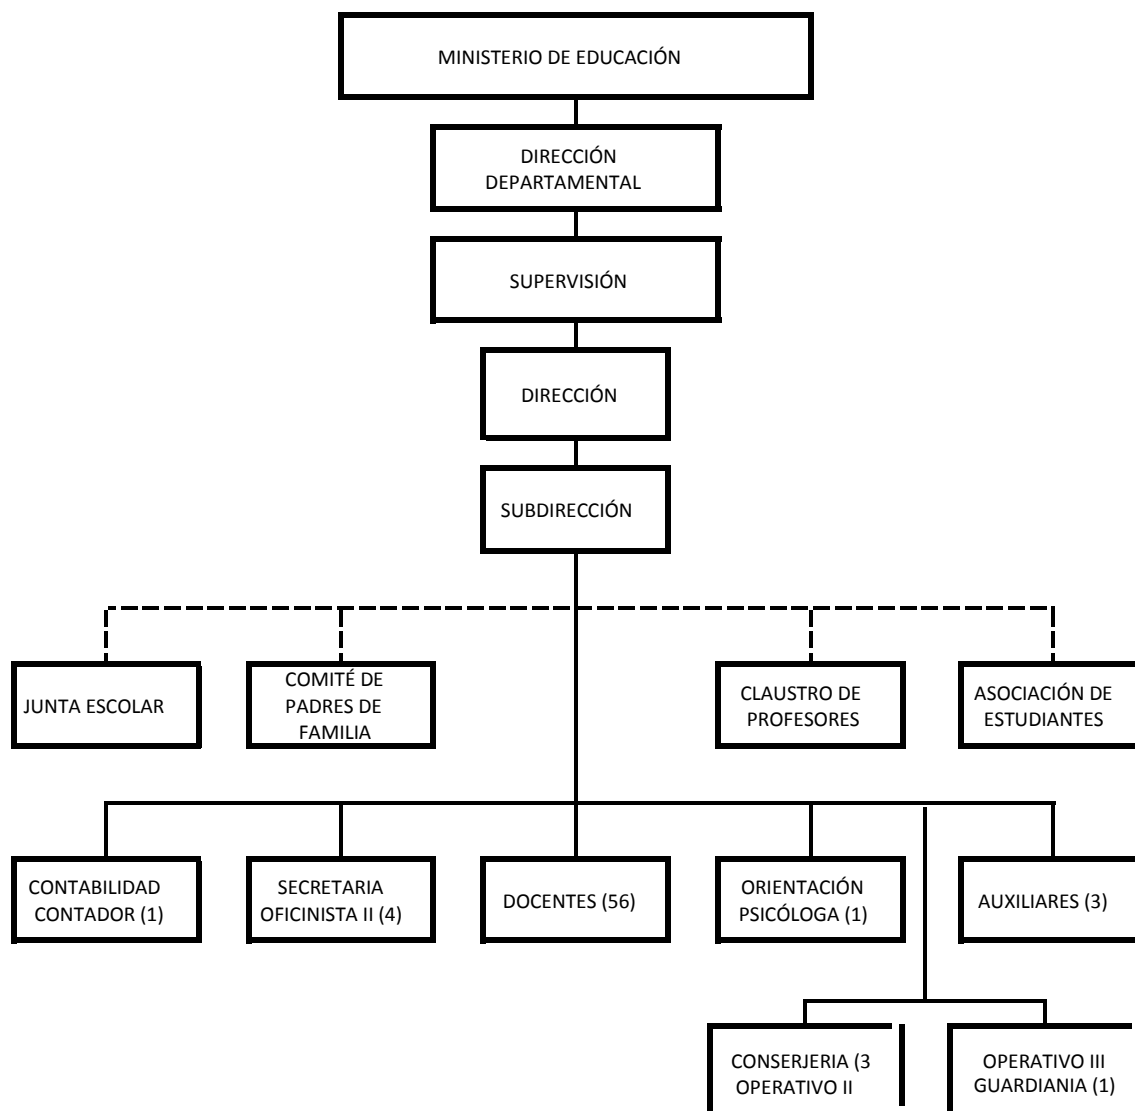 MINISTERIO DE EDUCACIÓN
DIRECCIÓN
DEPARTAMENTAL
SUPERVISIÓN
DIRECCIÓN
SUBDIRECCIÓN
JUNTA ESCOLAR
COMITÉ DE
PADRES DE
FAMILIA
CLAUSTRO DE
PROFESORES
ASOCIACIÓN DE
ESTUDIANTES
CONTABILIDAD
CONTADOR (1)
SECRETARIA
OFICINISTA II (4)
DOCENTES (56)
ORIENTACIÓN
PSICÓLOGA (1)
AUXILIARES (3)
CONSERJERIA (3
OPERATIVO II
OPERATIVO III
GUARDIANIA (1)